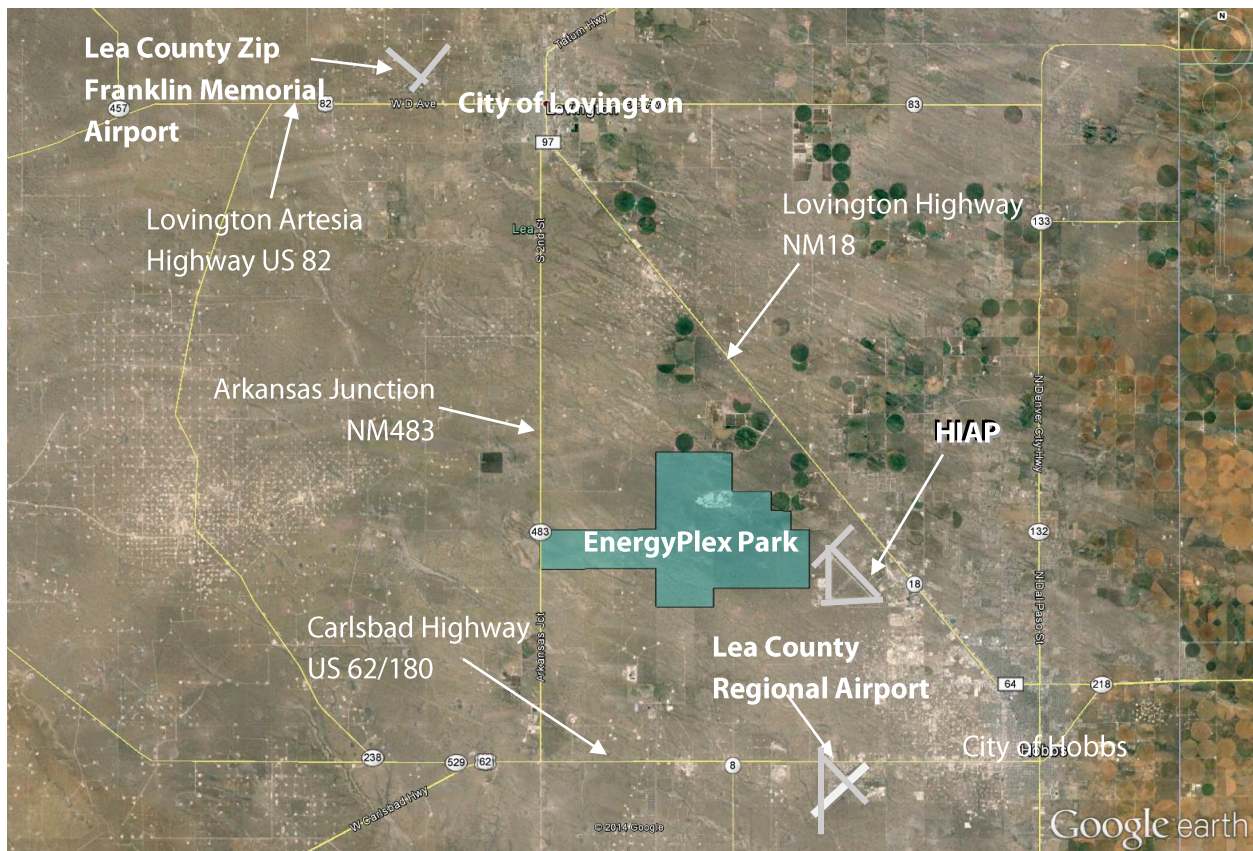 Tatum Hwy
N
Lea County Zip
Franklin Memorial
Airport
457
82
W D Ave
City of Lovington
Lovington
83
97
Lovington Artesia
Highway US 82
Lea
S 2nd St
Lovington Highway
NM18
133
Arkansas Junction
NM483
N Denver City Hwy
HIAP
483
EnergyPlex Park
132
18
N Dal Paso St
Carlsbad Highway
US 62/180
Arkansas Jct
Lea County
Regional Airport
64
218
City of Hobbs
Hobbs
238
529
62
8
W Carlsbad Hwy
© 2014 Google
Google earth